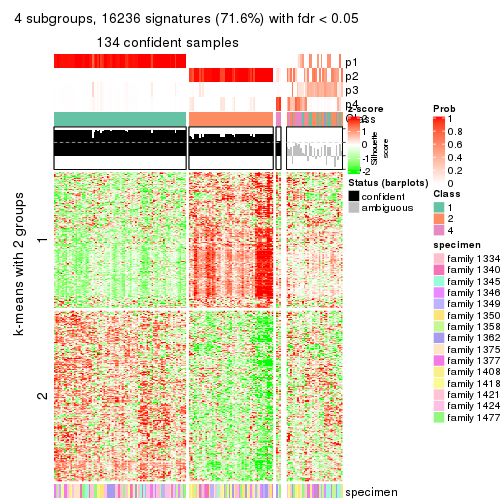 4 subgroups, 16236 signatures (71.6%) with fdr < 0.05
134 confident samples
p1
p2
p3
p4
Class
z-score
2
1
0
-1
-2
Silhouette
score
Prob
1
0.8
0.6
0.4
0.2
0
Status (barplots)
confident
ambiguous
Class
1
2
4
specimen
family 1334
family 1340
family 1345
family 1346
family 1349
family 1350
family 1358
family 1362
family 1375
family 1377
family 1408
family 1418
family 1421
family 1424
family 1477
k-means with 2 groups
1
2
specimen